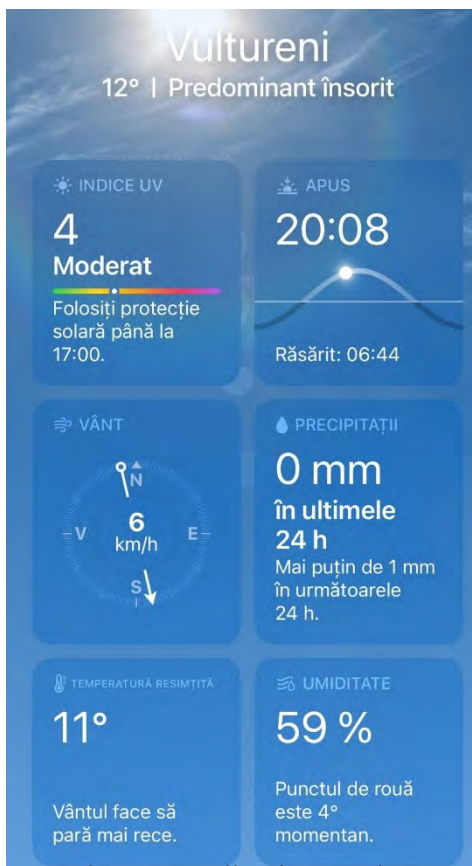 Vultureni
12° | Predominant însorit
INDICE UV
4
Moderat
Folosiți protecție
solară până la
17:00.
APUS
20:08
Răsărit: 06:44
VÂNT
N
V
6
km/h
E
S
PRECIPITAȚII
0 mm
în ultimele
24 h
Mai puțin de 1 mm
în următoarele
24 h.
TEMPERATURĂ RESIMȚITĂ
11°
Vântul face să
pară mai rece.
UMIDITATE
59 %
Punctul de rouă
este 4°
momentan.